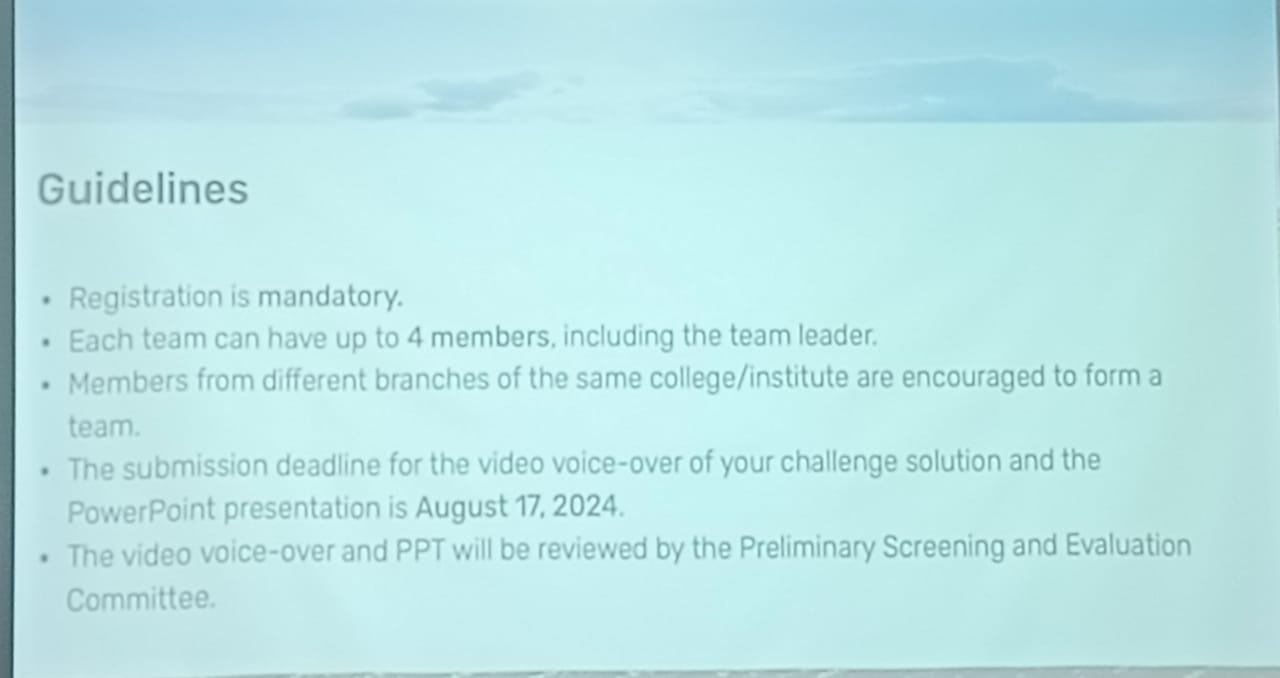 Guidelines
• Registration is mandatory.
• Each team can have up to 4 members, including the team leader.
• Members from different branches of the same college/institute are encouraged to form a
team.
• The submission deadline for the video voice-over of your challenge solution and the
PowerPoint presentation is August 17, 2024.
• The video voice-over and PPT will be reviewed by the Preliminary Screening and Evaluation
Committee.